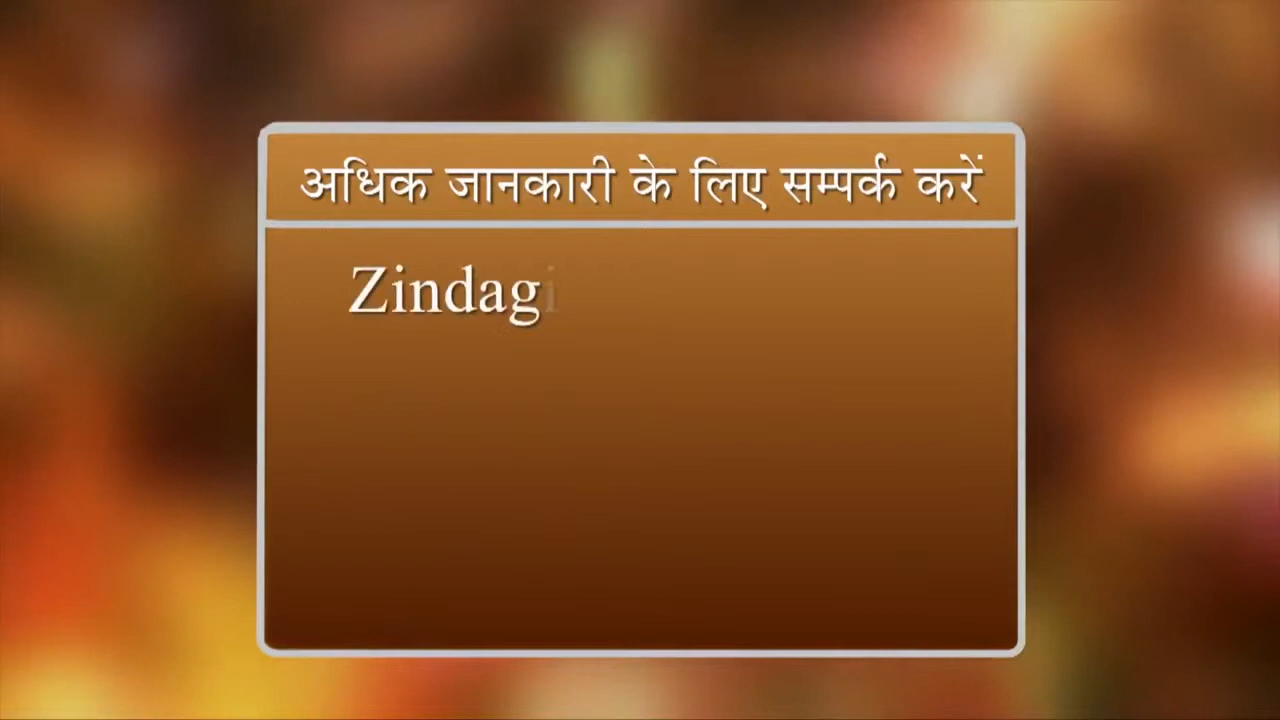 अधिक जानकारी के लिए सम्पर्क करें
Zindagi